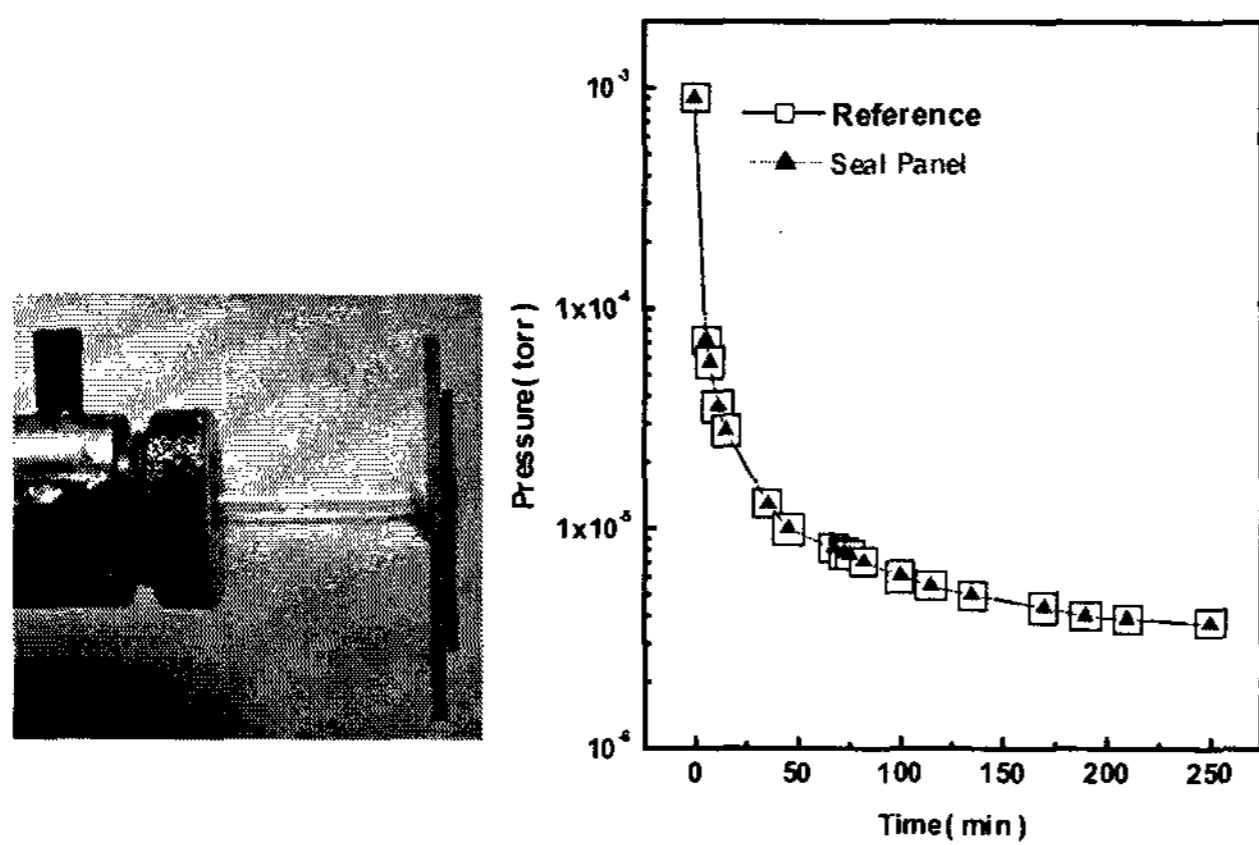 10⁻³
Reference
Seal Panel
1x10⁻⁴
Pressure( torr )
1x10⁻⁵
10⁻⁶
0 50 100 150 200 250
Time( min )